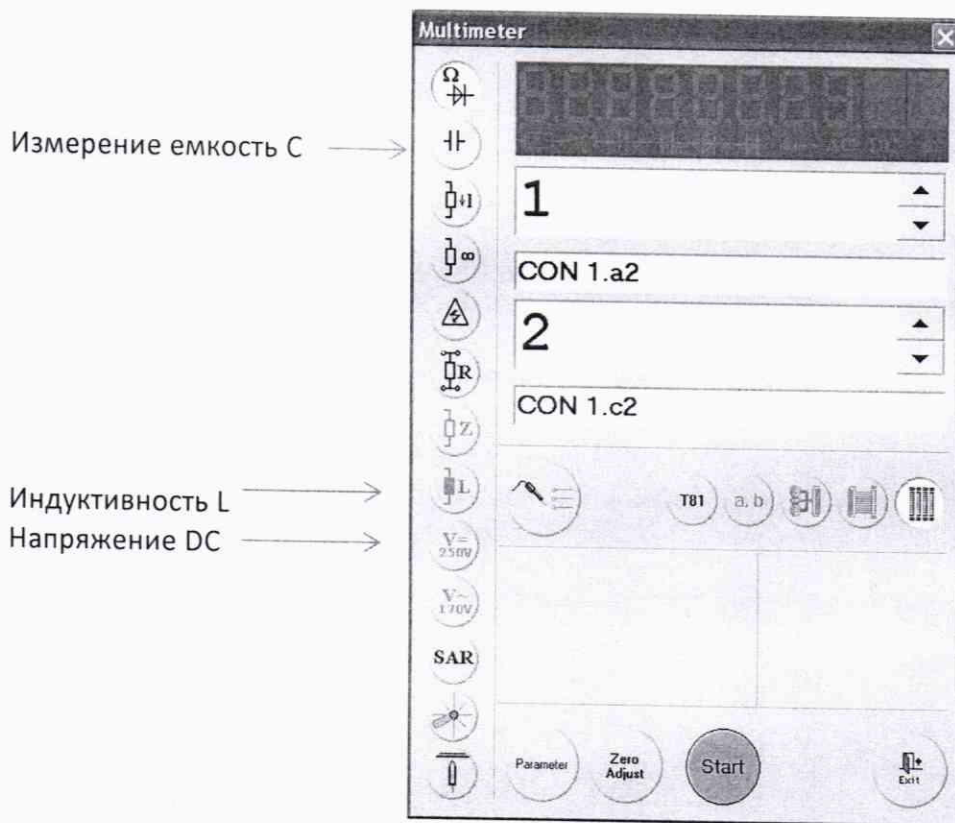 Multimeter
Ω
Измерение емкость C
1
I
CON 1.a2
∞
2
R
CON 1.c2
Z
Индуктивность L
L
T81
a, b
Напряжение DC
V=
250V
V~
170V
SAR
Parameter
Zero
Adjust
Start
Exit